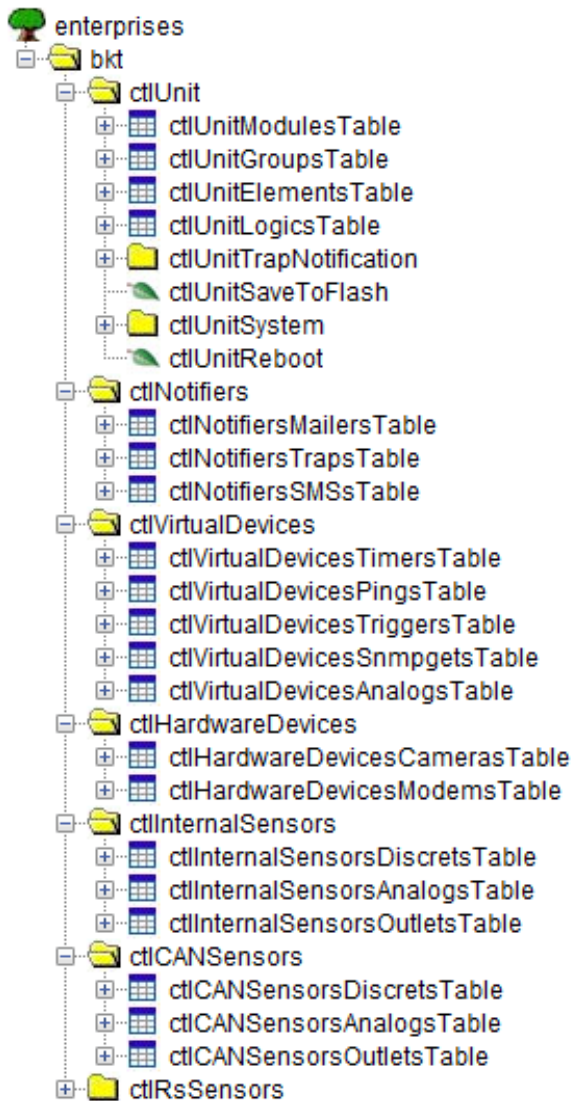 enterprises
bkt
ctlUnit
ctlUnitModulesTable
ctlUnitGroupsTable
ctlUnitElementsTable
ctlUnitLogicsTable
ctlUnitTrapNotification
ctlUnitSaveToFlash
ctlUnitSystem
ctlUnitReboot
ctlNotifiers
ctlNotifiersMailersTable
ctlNotifiersTrapsTable
ctlNotifiersSMSsTable
ctlVirtualDevices
ctlVirtualDevicesTimersTable
ctlVirtualDevicesPingsTable
ctlVirtualDevicesTriggersTable
ctlVirtualDevicesSnmpgetsTable
ctlVirtualDevicesAnalogsTable
ctlHardwareDevices
ctlHardwareDevicesCamerasTable
ctlHardwareDevicesModemsTable
ctlInternalSensors
ctlInternalSensorsDiscretsTable
ctlInternalSensorsAnalogsTable
ctlInternalSensorsOutletsTable
ctlCANSensors
ctlCANSensorsDiscretsTable
ctlCANSensorsAnalogsTable
ctlCANSensorsOutletsTable
ctlRsSensors